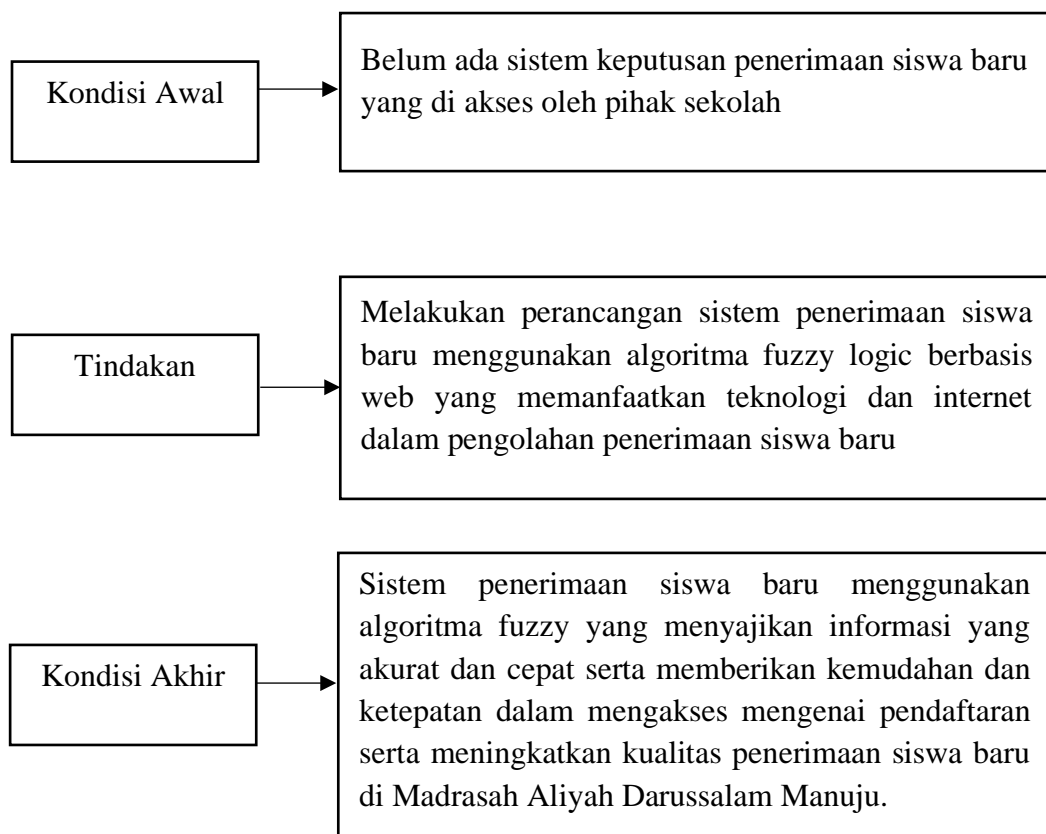 Kondisi Awal
Belum ada sistem keputusan penerimaan siswa baru
yang di akses oleh pihak sekolah
Tindakan
Melakukan perancangan sistem penerimaan siswa
baru menggunakan algoritma fuzzy logic berbasis
web yang memanfaatkan teknologi dan internet
dalam pengolahan penerimaan siswa baru
Kondisi Akhir
Sistem penerimaan siswa baru menggunakan
algoritma fuzzy yang menyajikan informasi yang
akurat dan cepat serta memberikan kemudahan dan
ketepatan dalam mengakses mengenai pendaftaran
serta meningkatkan kualitas penerimaan siswa baru
di Madrasah Aliyah Darussalam Manuju.